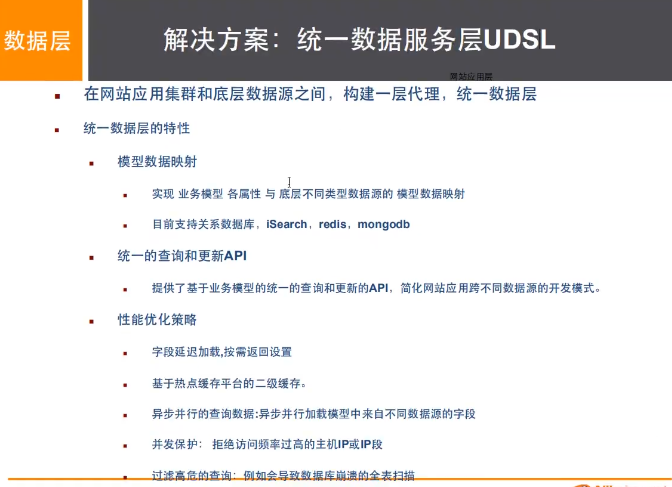 数据层
解决方案：统一数据服务层UDSL
网站应用层
在网站应用集群和底层数据源之间，构建一层代理，统一数据层
统一数据层的特性
模型数据映射
实现 业务模型 各属性 与 底层不同类型数据源的 模型数据映射
目前支持关系数据库，iSearch，redis，mongodb
统一的查询和更新API
提供了基于业务模型的统一的查询和更新的API，简化网站应用跨不同数据源的开发模式。
性能优化策略
字段延迟加载,按需返回设置
基于热点缓存平台的二级缓存。
异步并行的查询数据:异步并行加载模型中来自不同数据源的字段
并发保护： 拒绝访问频率过高的主机IP或IP段
过滤高危的查询：例如会导致数据库崩溃的全表扫描